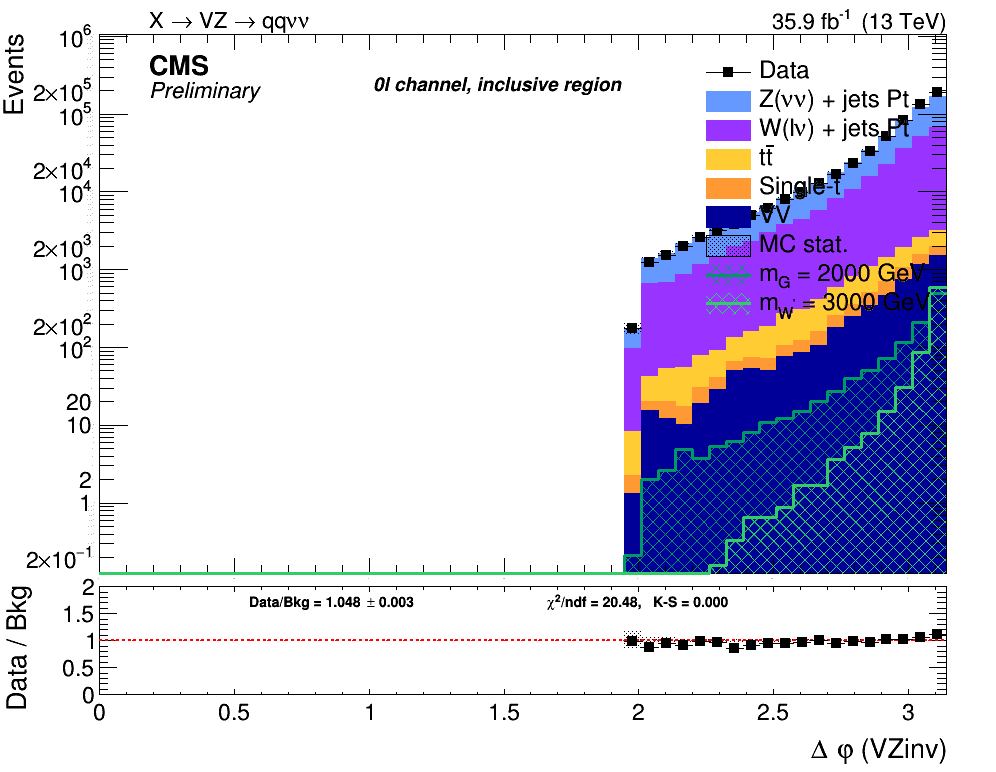 X → VZ → qqνν
35.9 fb⁻¹ (13 TeV)
Events
CMS
Preliminary
0l channel, inclusive region
Data
Z(νν) + jets Pt
W(lν) + jets Pt
tt̄
Single-t
VV
MC stat.
m_G = 2000 GeV
m_W' = 3000 GeV
10⁶
2×10⁵
10⁵
2×10⁴
10⁴
2×10³
10³
2×10²
10²
20
10
2
1
2×10⁻¹
Data / Bkg
Data/Bkg = 1.048 ± 0.003
χ²/ndf = 20.48, K-S = 0.000
2
1.5
1
0.5
0
0 0.5 1 1.5 2 2.5 3
Δ φ (VZinv)